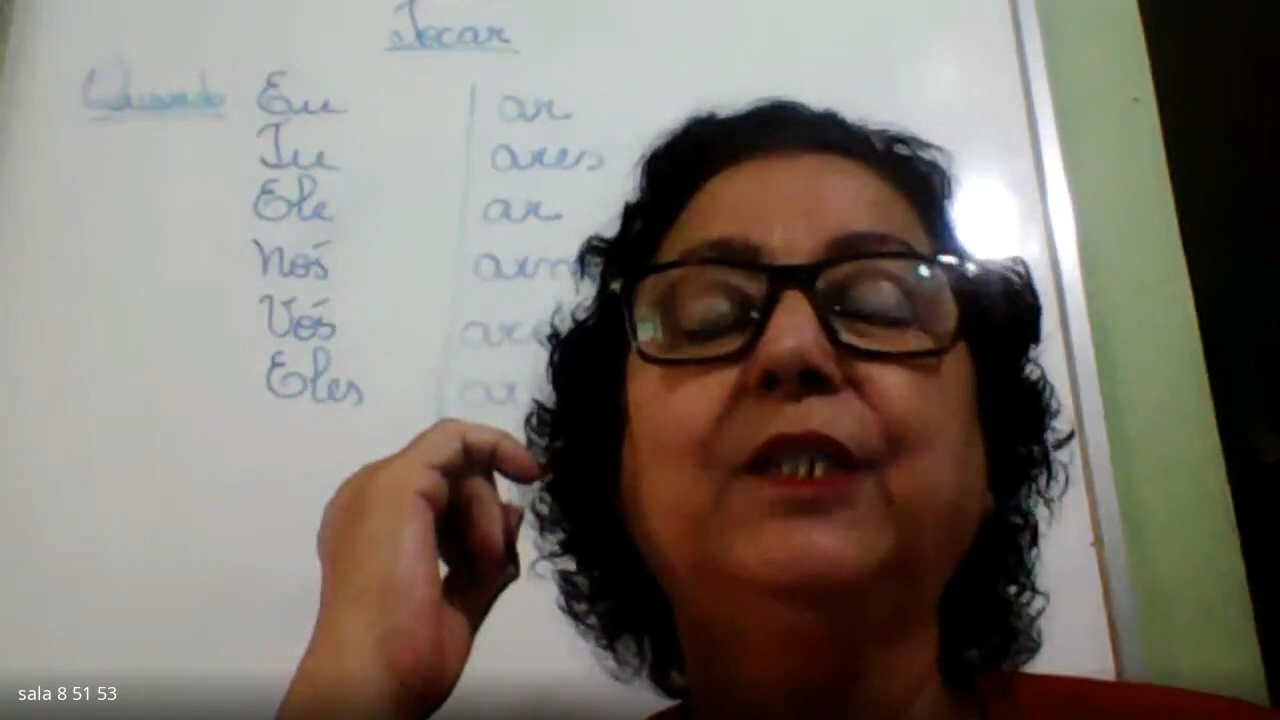 Tocar
Quando Eu ar
Tu ares
Ele ar
Nós
Vós
Eles
sala 8 51 53